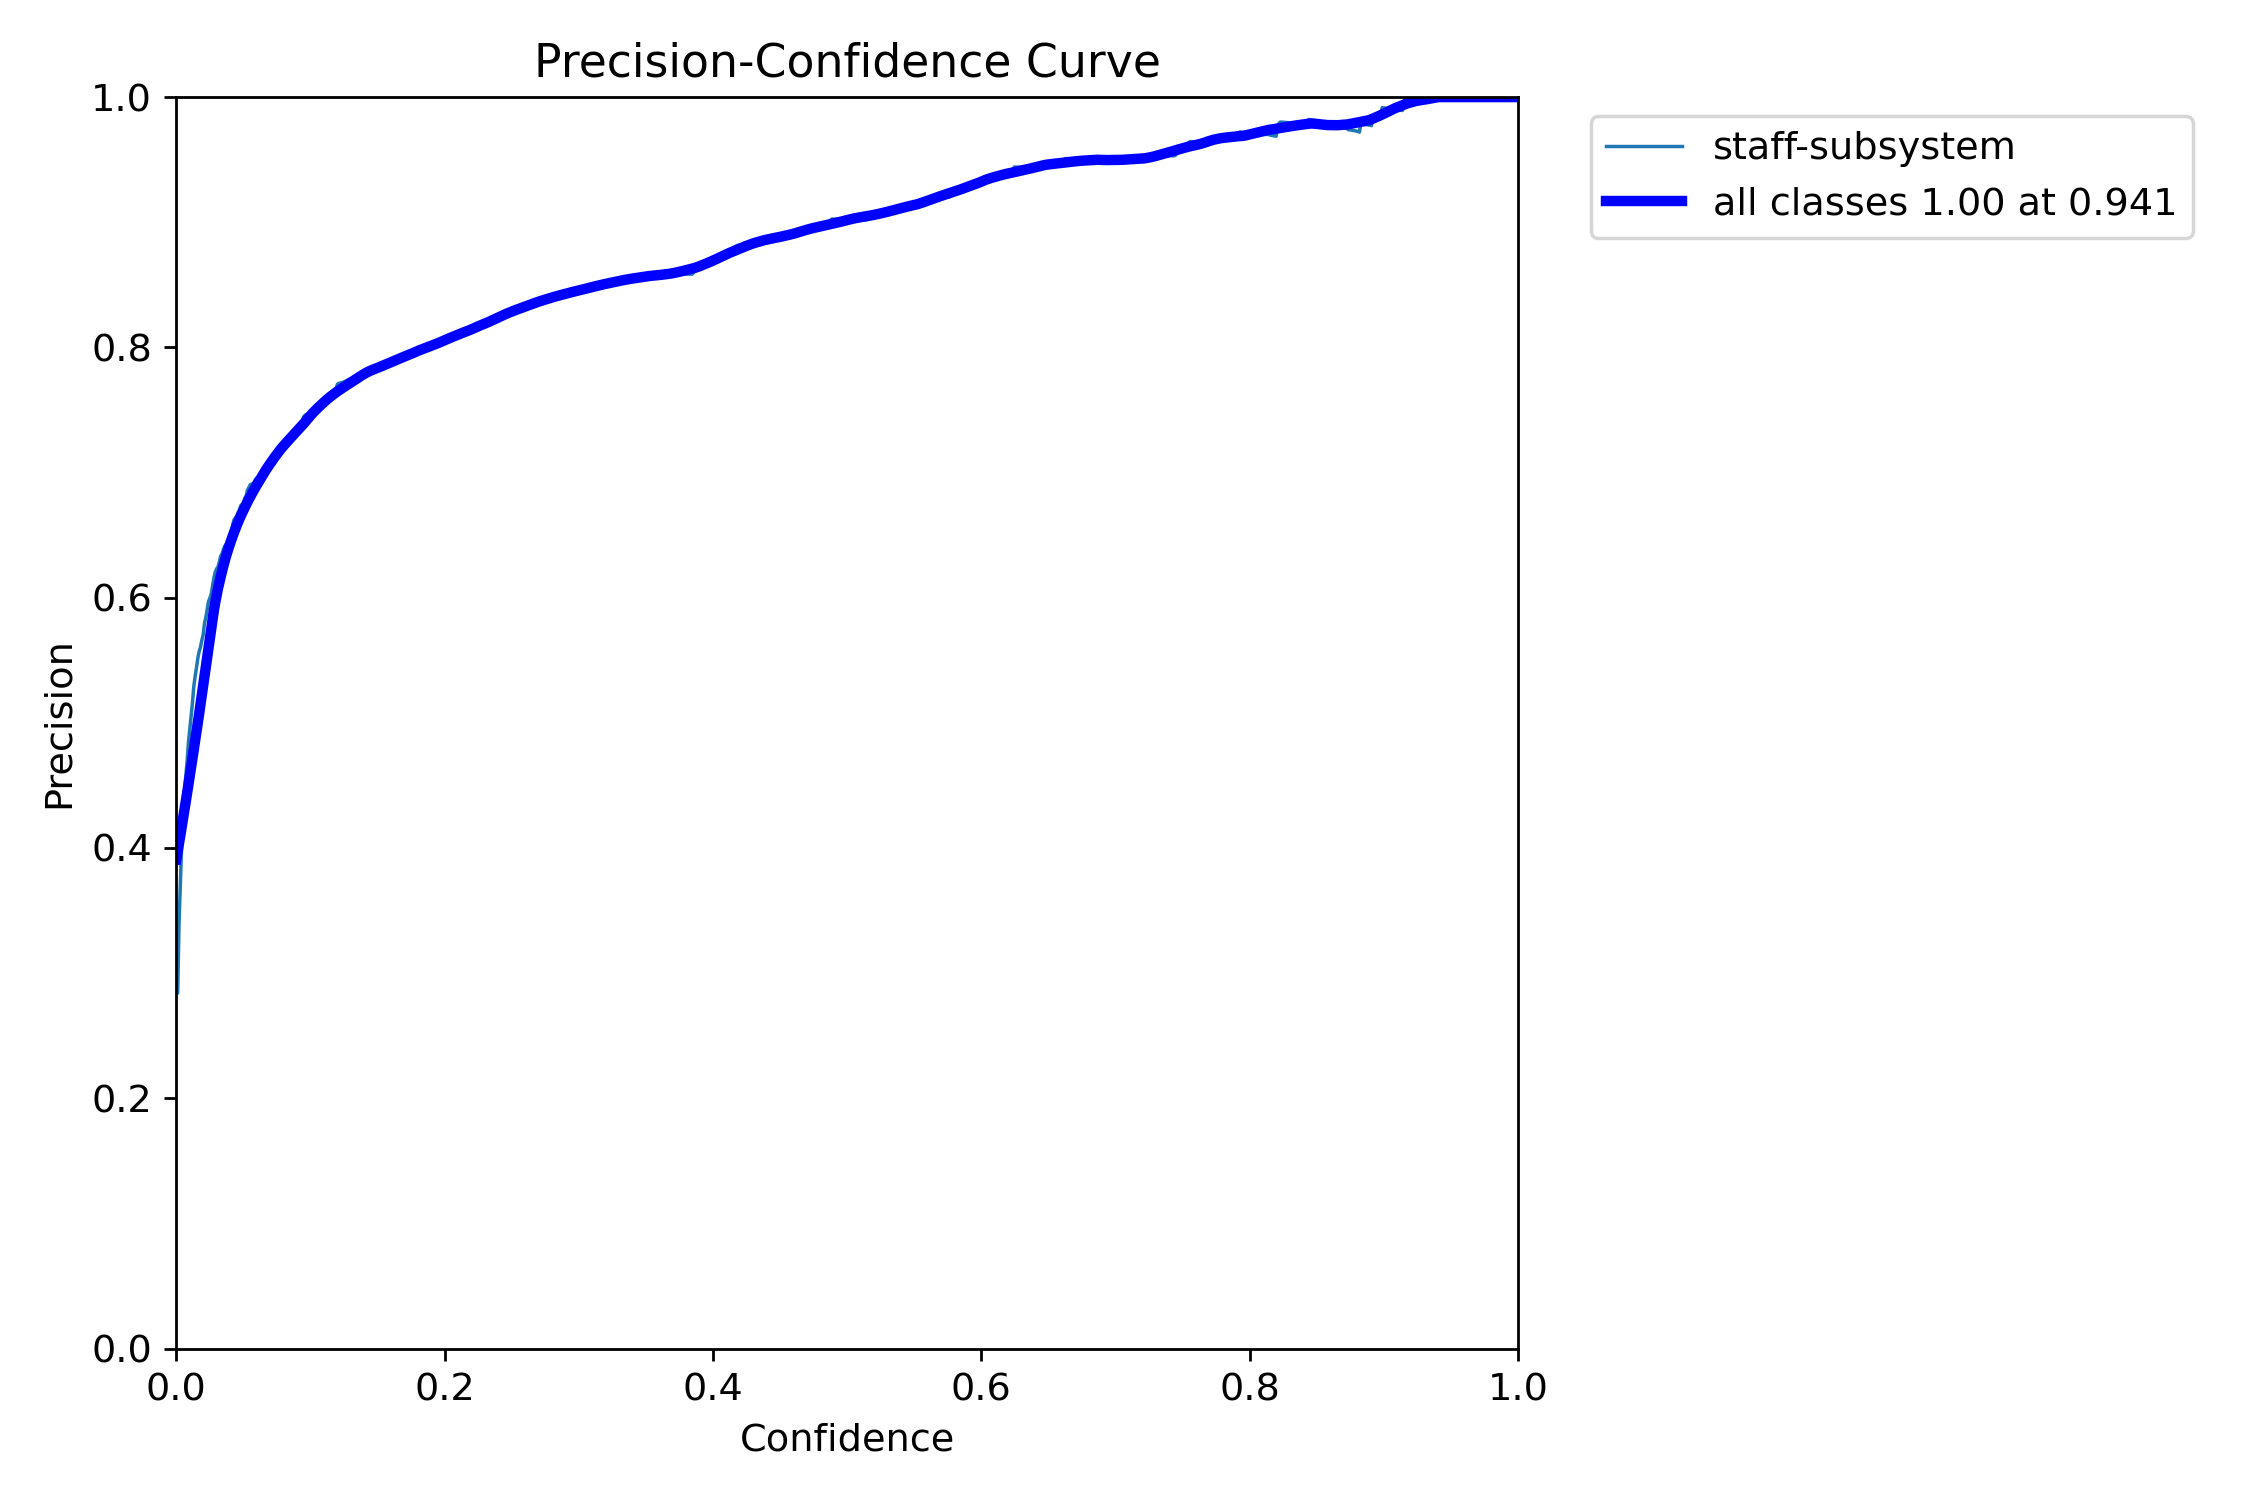 Precision-Confidence Curve
1.0
0.8
0.6
0.4
0.2
0.0
Precision
0.0 0.2 0.4 0.6 0.8 1.0
Confidence
staff-subsystem
all classes 1.00 at 0.941